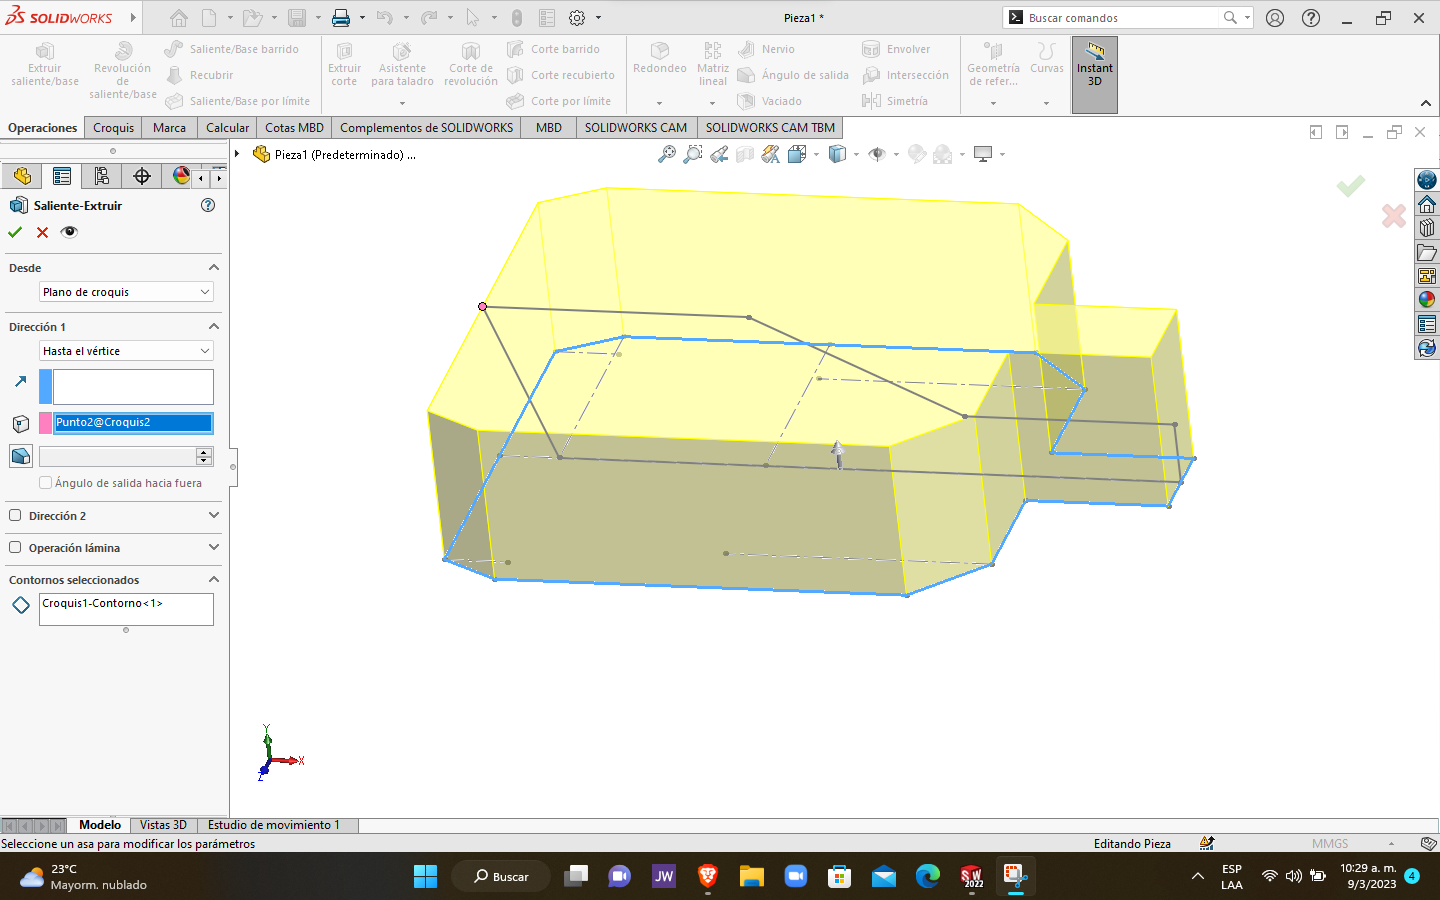 SOLIDWORKS
Pieza1 *
Buscar comandos
Extruir saliente/base
Revolución de saliente/base
Saliente/Base barrido
Recubrir
Saliente/Base por límite
Extruir corte
Asistente para taladro
Corte de revolución
Corte barrido
Corte recubierto
Corte por límite
Redondeo
Matriz lineal
Nervio
Ángulo de salida
Vaciado
Envolver
Intersección
Simetría
Geometría de refer...
Curvas
Instant 3D
Operaciones
Croquis
Marca
Calcular
Cotas MBD
Complementos de SOLIDWORKS
MBD
SOLIDWORKS CAM
SOLIDWORKS CAM TBM
Pieza1 (Predeterminado) ...
Saliente-Extruir
Desde
Plano de croquis
Dirección 1
Hasta el vértice
Punto2@Croquis2
Ángulo de salida hacia fuera
Dirección 2
Operación lámina
Contornos seleccionados
Croquis1-Contorno<1>
Y
X
Z
Modelo
Vistas 3D
Estudio de movimiento 1
Seleccione un asa para modificar los parámetros
Editando Pieza
MMGS
23°C
Mayorm. nublado
Buscar
JW
SW
2022
ESP
LAA
10:29 a. m.
9/3/2023
4